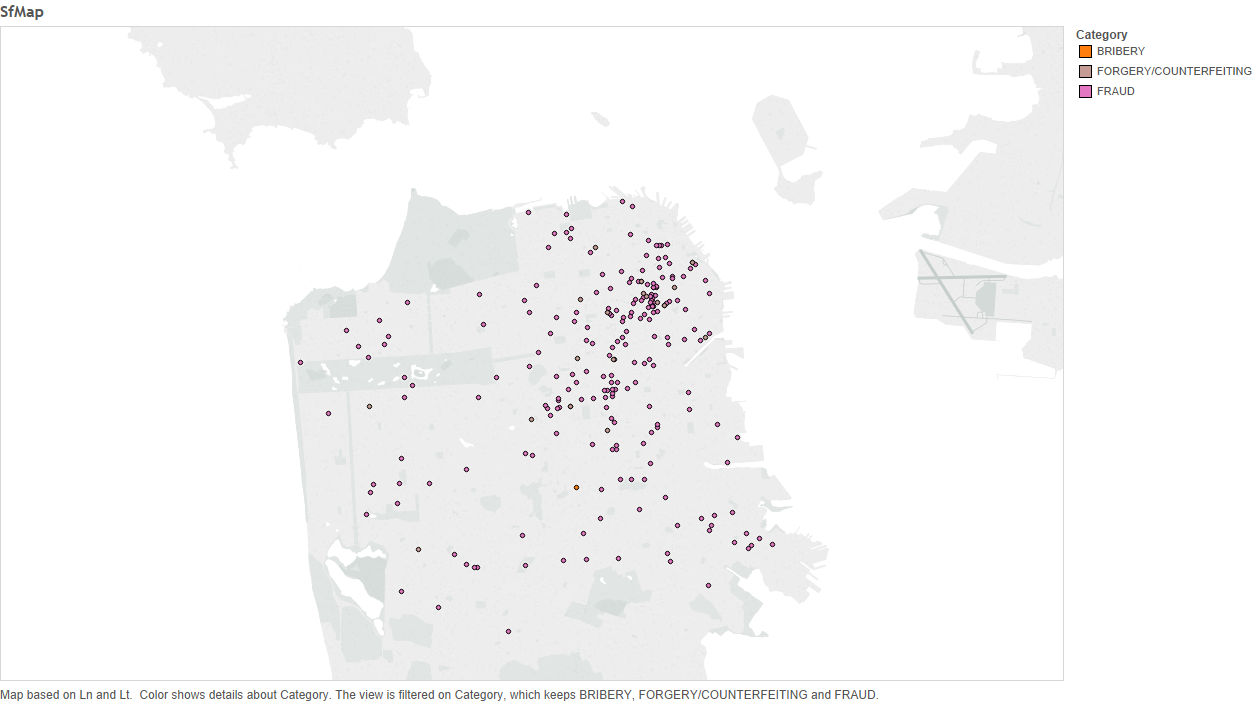 SfMap
Category
BRIBERY
FORGERY/COUNTERFEITING
FRAUD
Map based on Ln and Lt.  Color shows details about Category. The view is filtered on Category, which keeps BRIBERY, FORGERY/COUNTERFEITING and FRAUD.